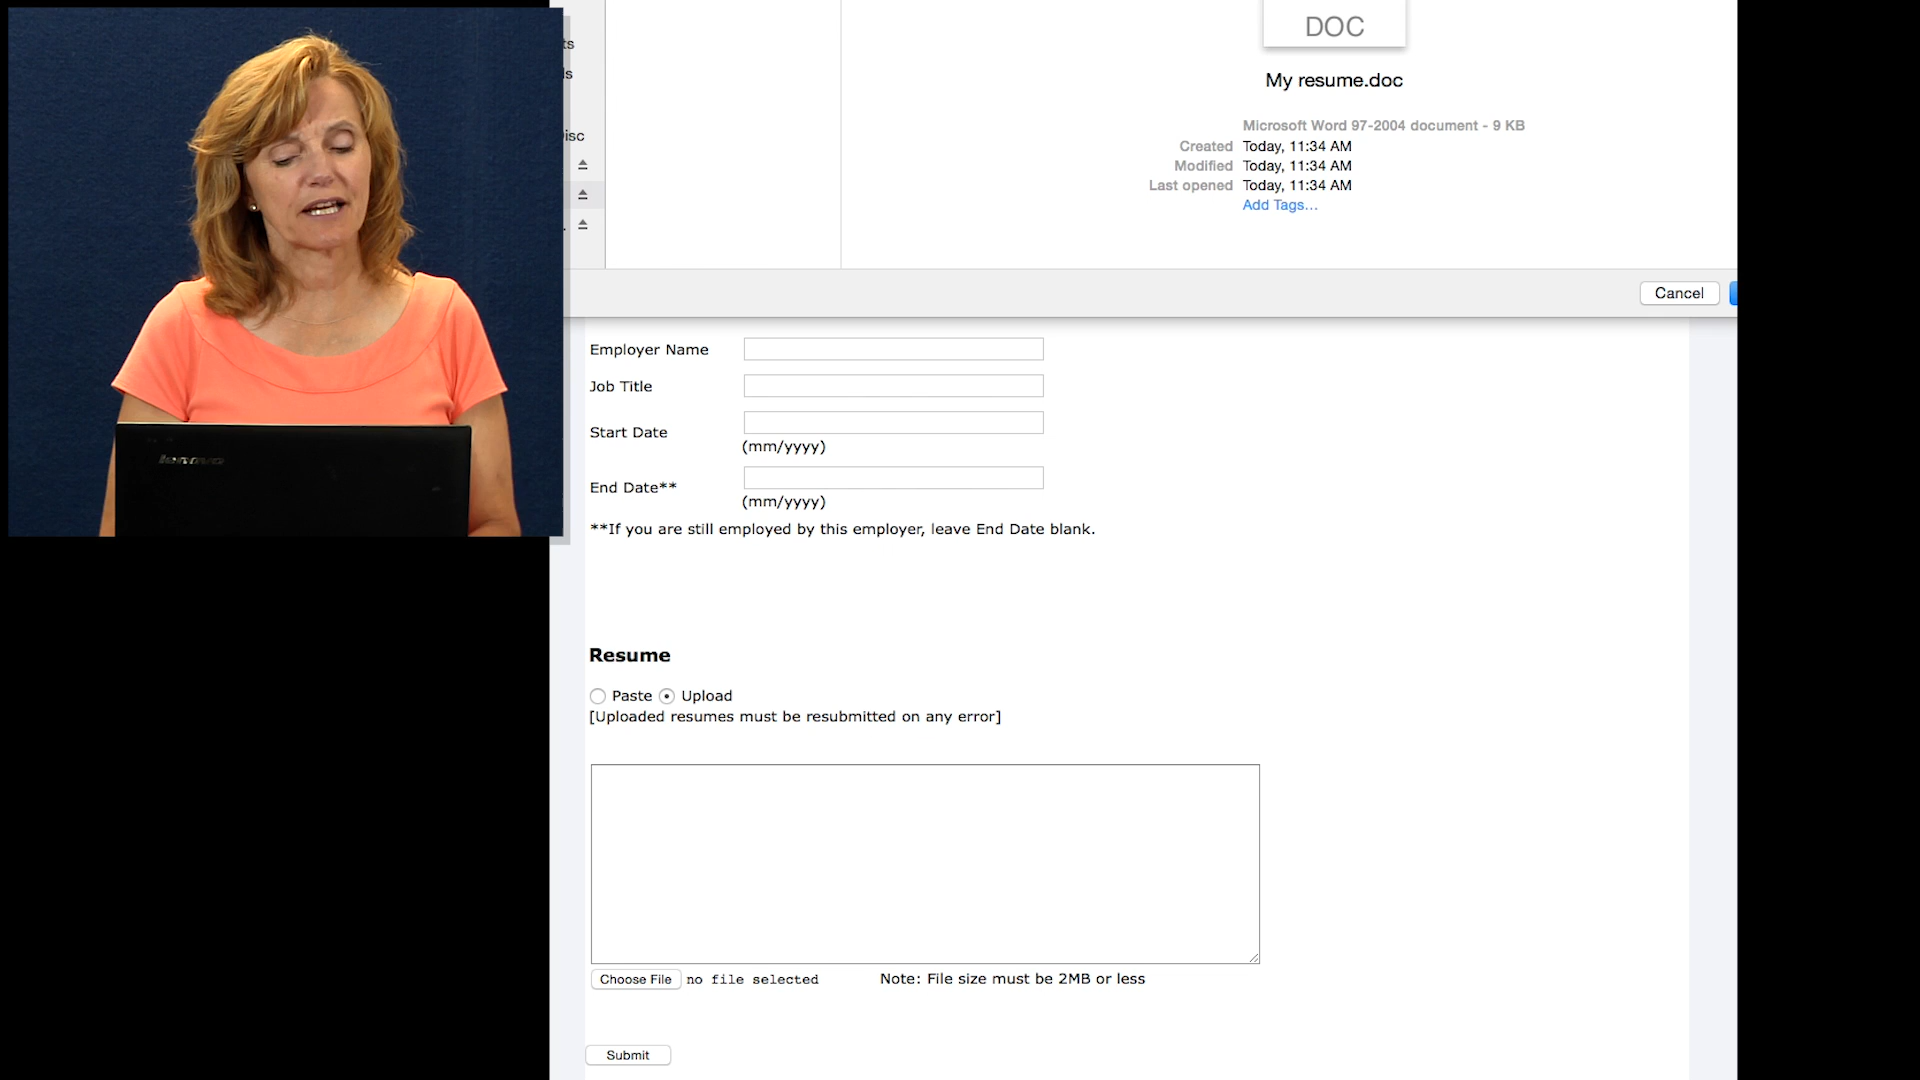 ts
ls
DOC
My resume.doc
Disc
Microsoft Word 97-2004 document - 9 KB
Created Today, 11:34 AM
Modified Today, 11:34 AM
Last opened Today, 11:34 AM
Add Tags...
Cancel
Employer Name
Job Title
Start Date
(mm/yyyy)
End Date**
(mm/yyyy)
**If you are still employed by this employer, leave End Date blank.
lenovo
Resume
Paste Upload
[Uploaded resumes must be resubmitted on any error]
Choose File no file selected Note: File size must be 2MB or less
Submit